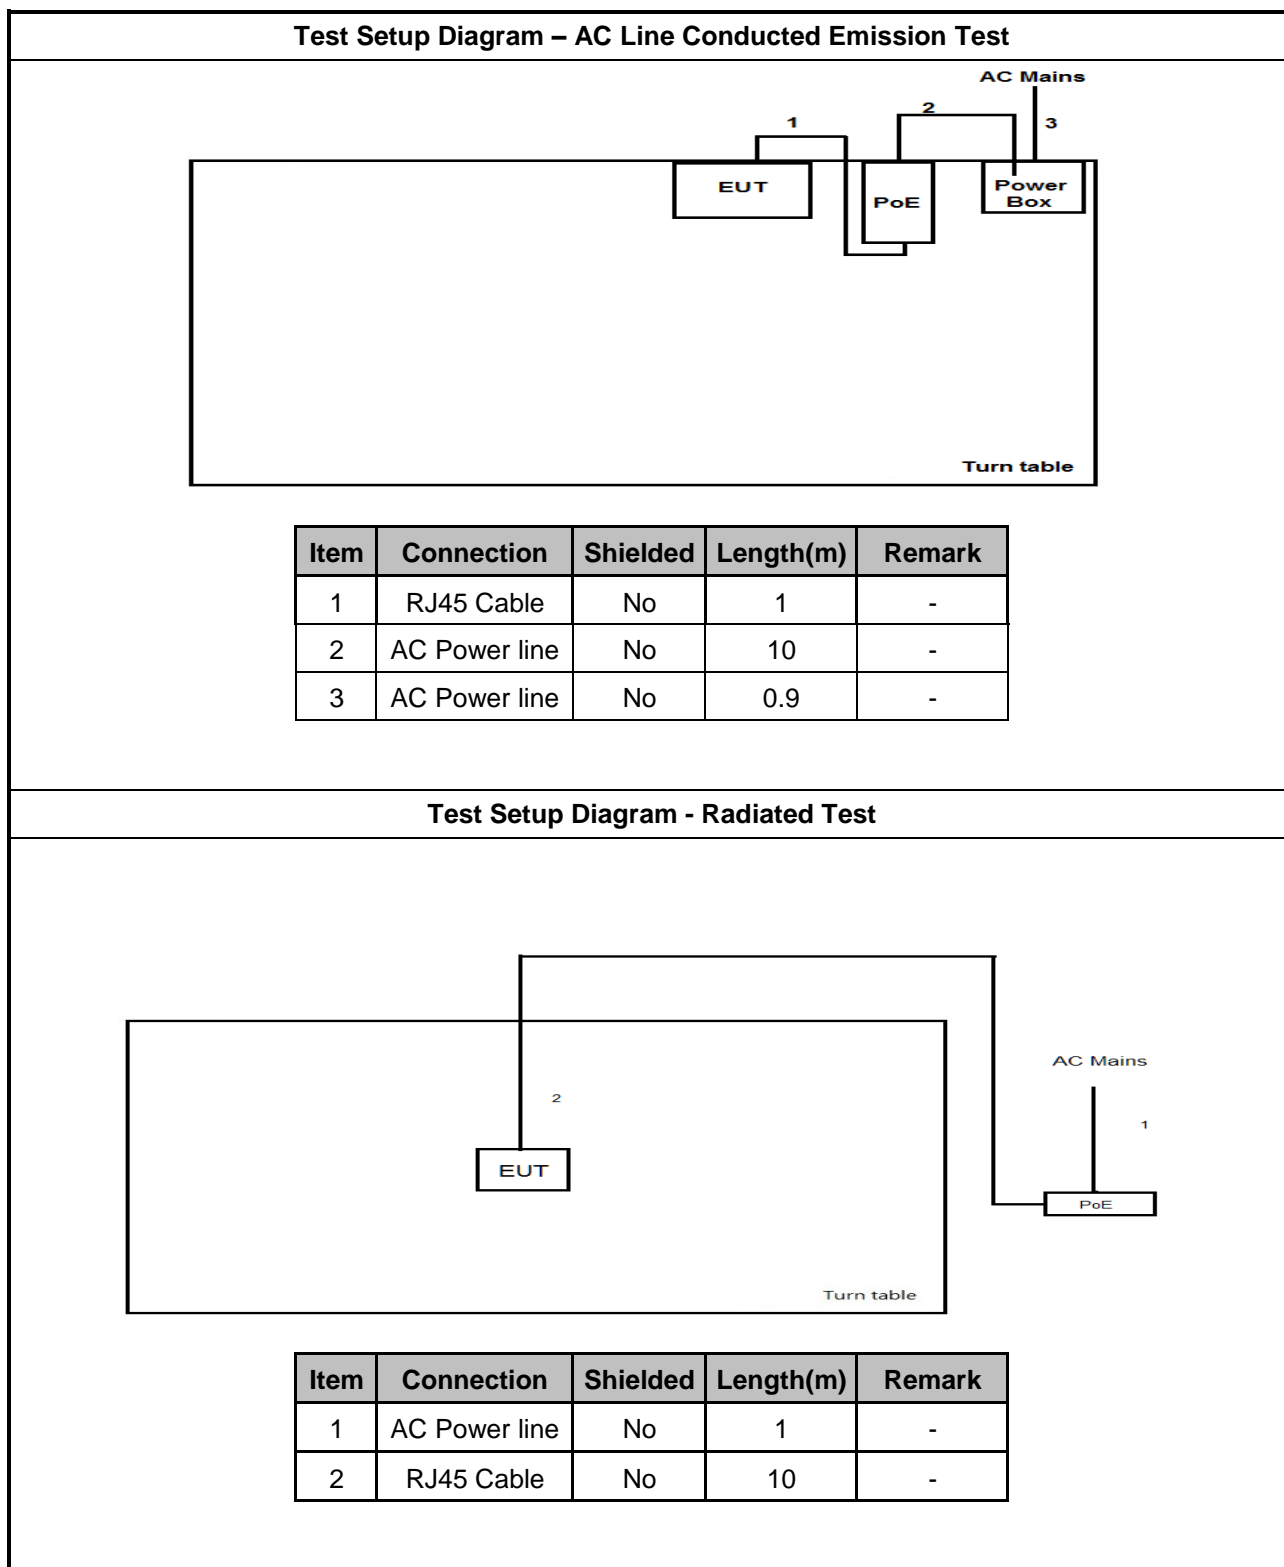 Test Setup Diagram – AC Line Conducted Emission Test
AC Mains
1
2
3
EUT
PoE
Power
Box
Turn table
Item Connection Shielded Length(m) Remark
1 RJ45 Cable No 1 -
2 AC Power line No 10 -
3 AC Power line No 0.9 -
Test Setup Diagram - Radiated Test
AC Mains
2
1
EUT
PoE
Turn table
Item Connection Shielded Length(m) Remark
1 AC Power line No 1 -
2 RJ45 Cable No 10 -